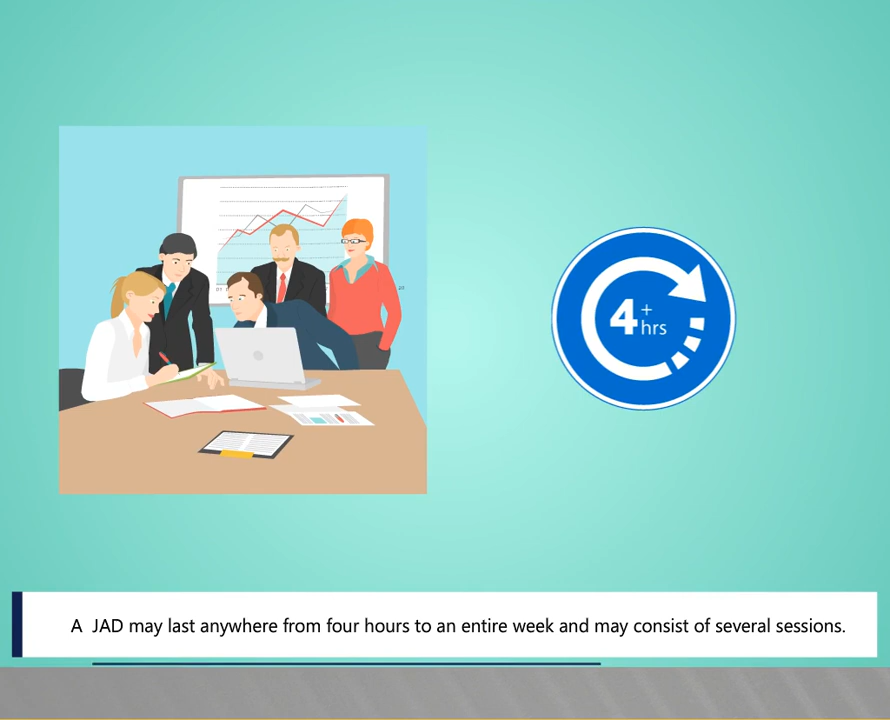 4+
hrs
A JAD may last anywhere from four hours to an entire week and may consist of several sessions.